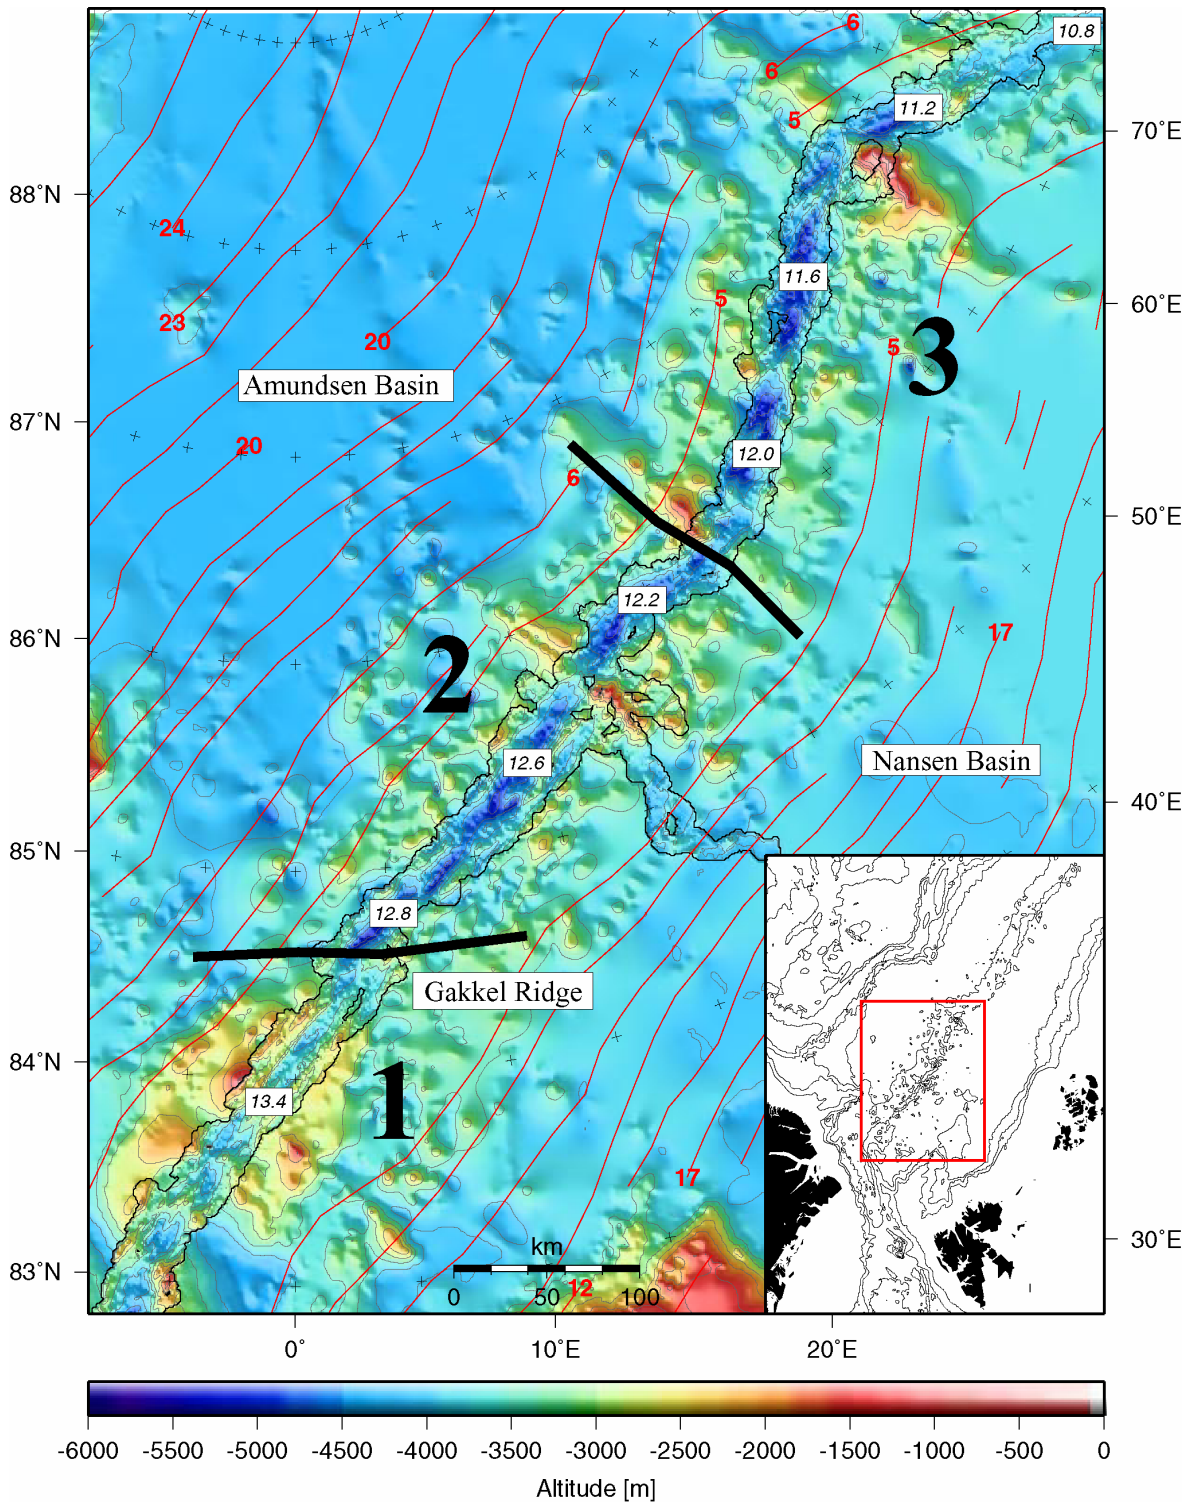 6
10.8
6
11.2
5
70°E
88°N
24
11.6
5
60°E
23
20
5
3
Amundsen Basin
87°N
20
12.0
6
50°E
12.2
17
86°N
2
12.6
Nansen Basin
40°E
85°N
12.8
Gakkel Ridge
84°N
13.4
1
17
30°E
km
83°N
12
0
50
100
0°
10°E
20°E
-6000 -5500 -5000 -4500 -4000 -3500 -3000 -2500 -2000 -1500 -1000 -500 0
Altitude [m]